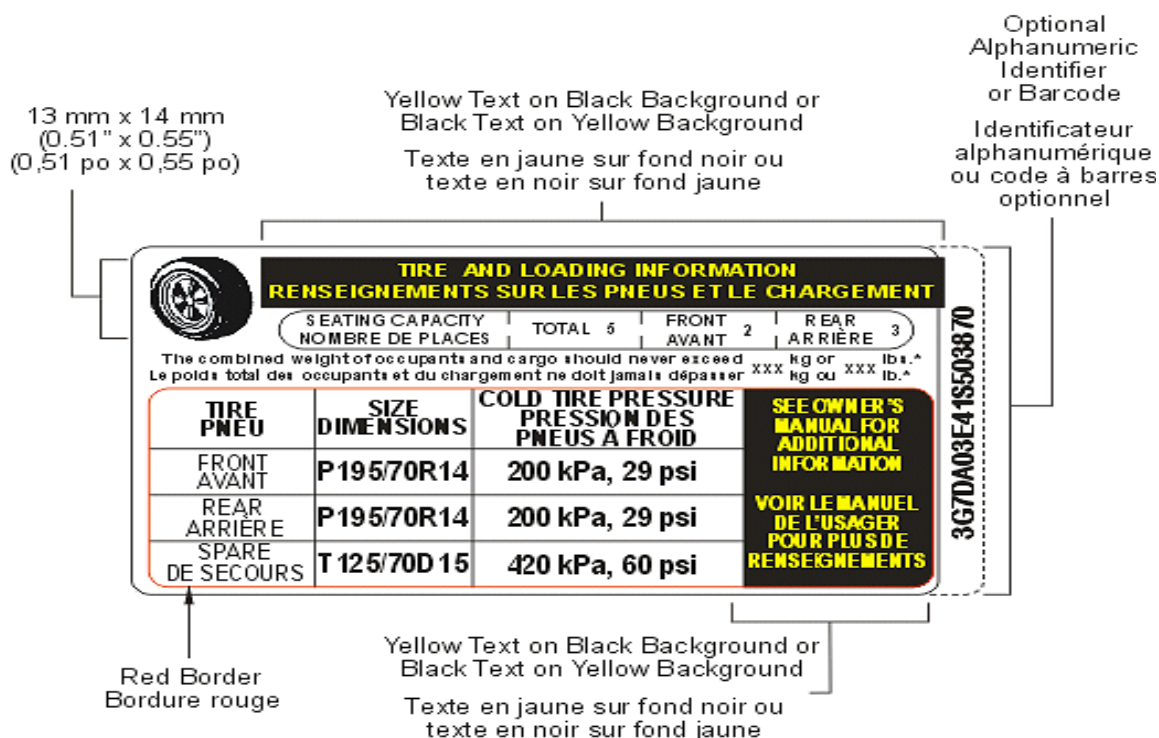 Optional
Alphanumeric
Identifier
or Barcode
Identificateur
alphanumérique
ou code à barres
optionnel
13 mm x 14 mm
(0.51" x 0.55")
(0,51 po x 0,55 po)
Yellow Text on Black Background or
Black Text on Yellow Background
Texte en jaune sur fond noir ou
texte en noir sur fond jaune
TIRE AND LOADING INFORMATION
RENSEIGNEMENTS SUR LES PNEUS ET LE CHARGEMENT
SEATING CAPACITY
NOMBRE DE PLACES
TOTAL 5
FRONT
AVANT 2
REAR
ARRIÈRE 3
The combined weight of occupants and cargo should never exceed xxx kg or xxx lbs.*
Le poids total des occupants et du chargement ne doit jamais dépasser xxx kg ou xxx lb.*
TIRE
PNEU
SIZE
DIMENSIONS
COLD TIRE PRESSURE
PRESSION DES
PNEUS À FROID
FRONT
AVANT
P195/70R14
200 kPa, 29 psi
REAR
ARRIÈRE
P195/70R14
200 kPa, 29 psi
SPARE
DE SECOURS
T125/70D15
420 kPa, 60 psi
SEE OWNER'S
MANUAL FOR
ADDITIONAL
INFORMATION
VOIR LE MANUEL
DE L'USAGER
POUR PLUS DE
RENSEIGNEMENTS
3G7DA03E41S503870
Red Border
Bordure rouge
Yellow Text on Black Background or
Black Text on Yellow Background
Texte en jaune sur fond noir ou
texte en noir sur fond jaune